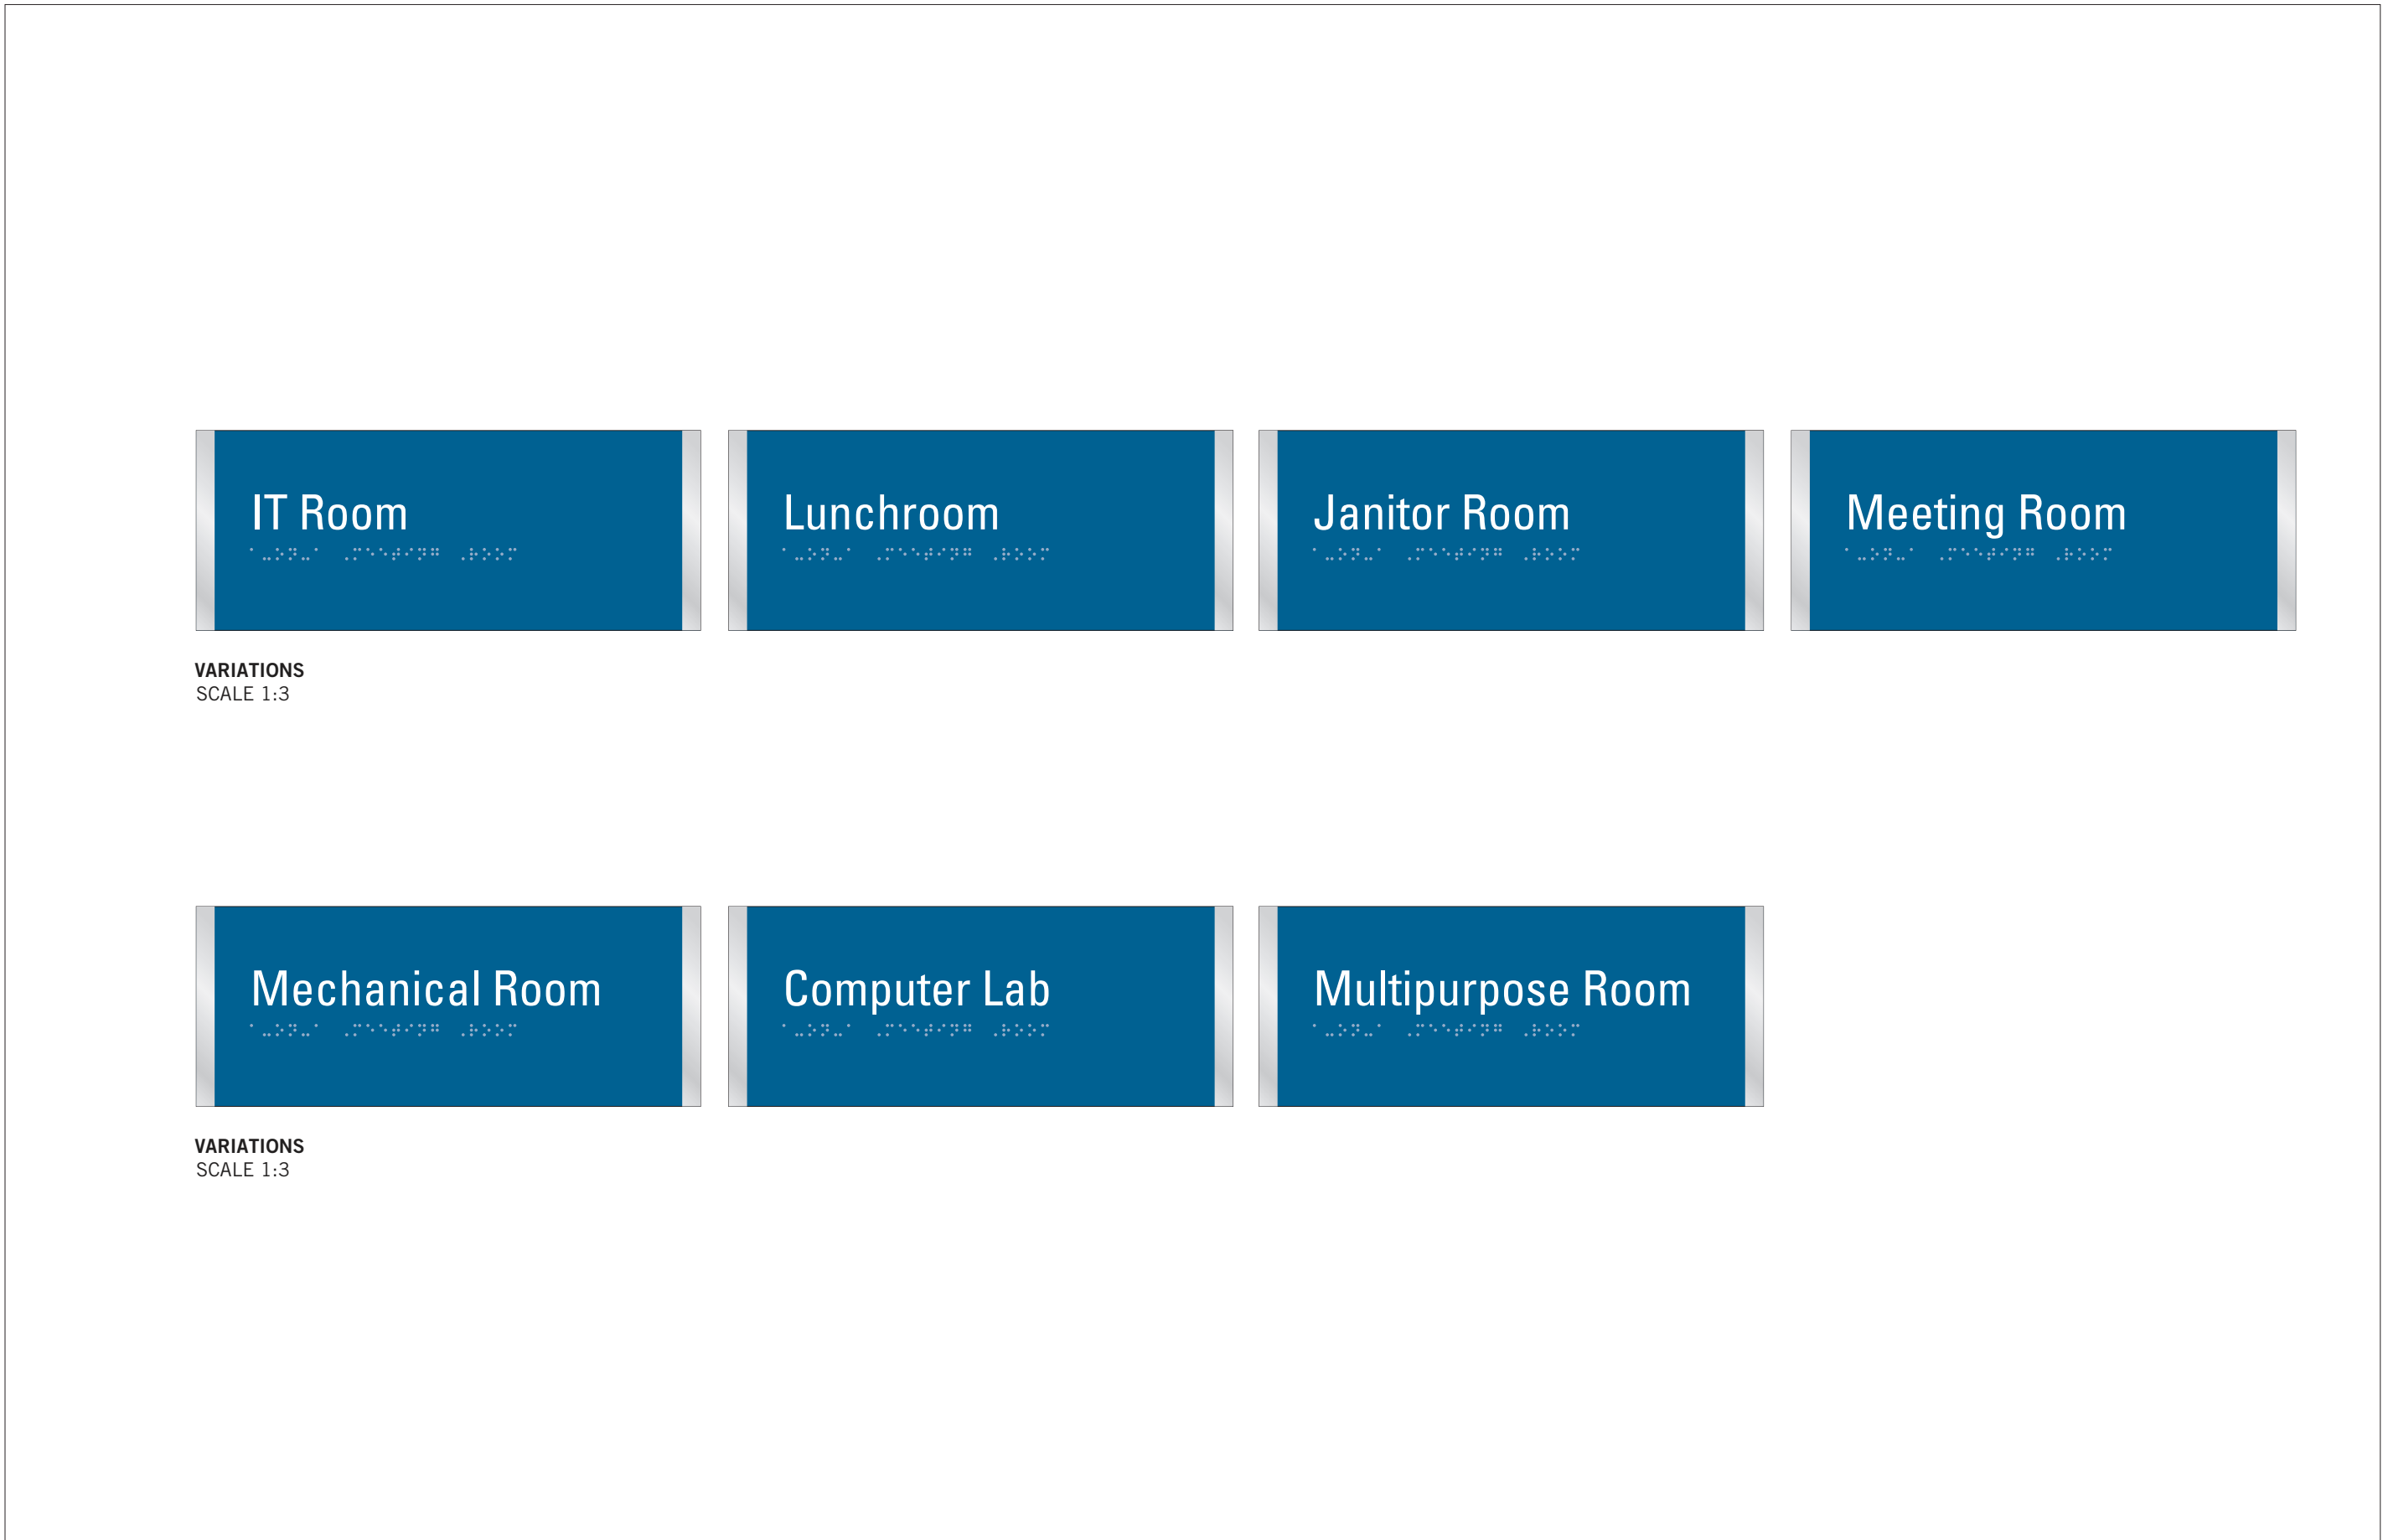 IT Room
⠁⠤⠕⠝⠤⠁ ⠠⠍⠑⠑⠞⠊⠝⠛ ⠠⠗⠕⠕⠍
Lunchroom
⠁⠤⠕⠝⠤⠁ ⠠⠍⠑⠑⠞⠊⠝⠛ ⠠⠗⠕⠕⠍
Janitor Room
⠁⠤⠕⠝⠤⠁ ⠠⠍⠑⠑⠞⠊⠝⠛ ⠠⠗⠕⠕⠍
Meeting Room
⠁⠤⠕⠝⠤⠁ ⠠⠍⠑⠑⠞⠊⠝⠛ ⠠⠗⠕⠕⠍
VARIATIONS
SCALE 1:3
Mechanical Room
⠁⠤⠕⠝⠤⠁ ⠠⠍⠑⠑⠞⠊⠝⠛ ⠠⠗⠕⠕⠍
Computer Lab
⠁⠤⠕⠝⠤⠁ ⠠⠍⠑⠑⠞⠊⠝⠛ ⠠⠗⠕⠕⠍
Multipurpose Room
⠁⠤⠕⠝⠤⠁ ⠠⠍⠑⠑⠞⠊⠝⠛ ⠠⠗⠕⠕⠍
VARIATIONS
SCALE 1:3